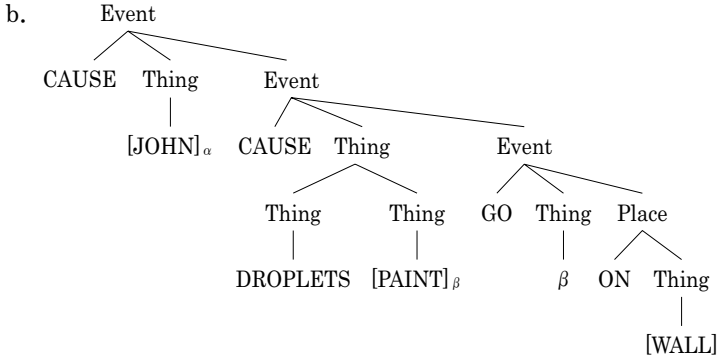 b. Event
CAUSE Thing Event
[JOHN]α CAUSE Thing Event
Thing Thing GO Thing Place
DROPLETS [PAINT]β β ON Thing
[WALL]